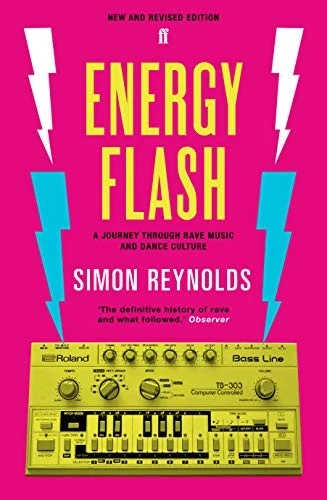 NEW AND REVISED EDITION
ff
ENERGY
FLASH
A JOURNEY THROUGH RAVE MUSIC
AND DANCE CULTURE
SIMON REYNOLDS
'The definitive history of rave
and what followed.' Observer
Roland
Bass Line
TEMPO
TB-303
Computer Controlled